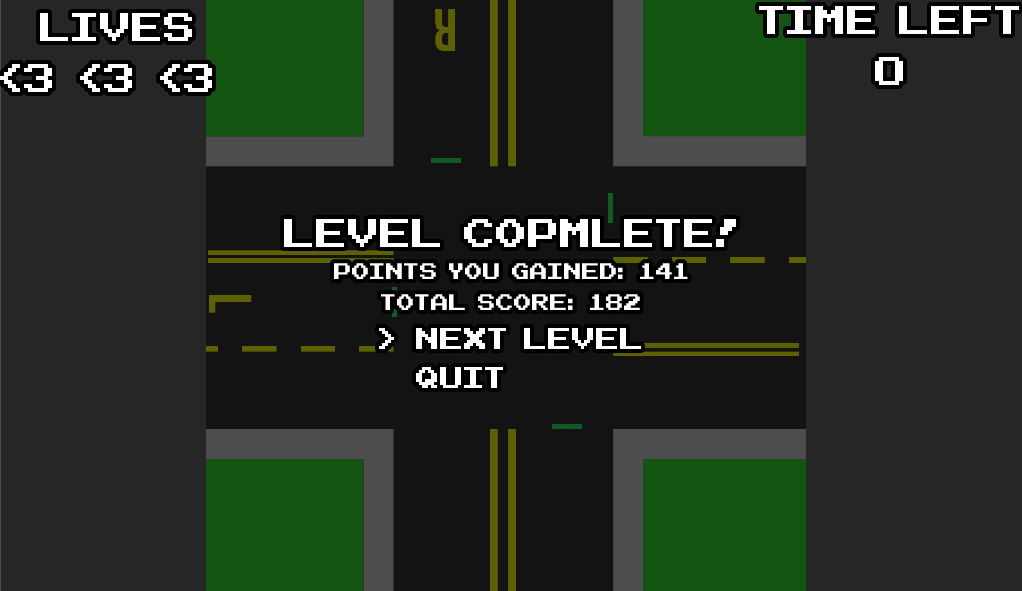 LIVES
<3 <3 <3
TIME LEFT
0
R
LEVEL COPMLETE!
POINTS YOU GAINED: 141
TOTAL SCORE: 182
> NEXT LEVEL
QUIT